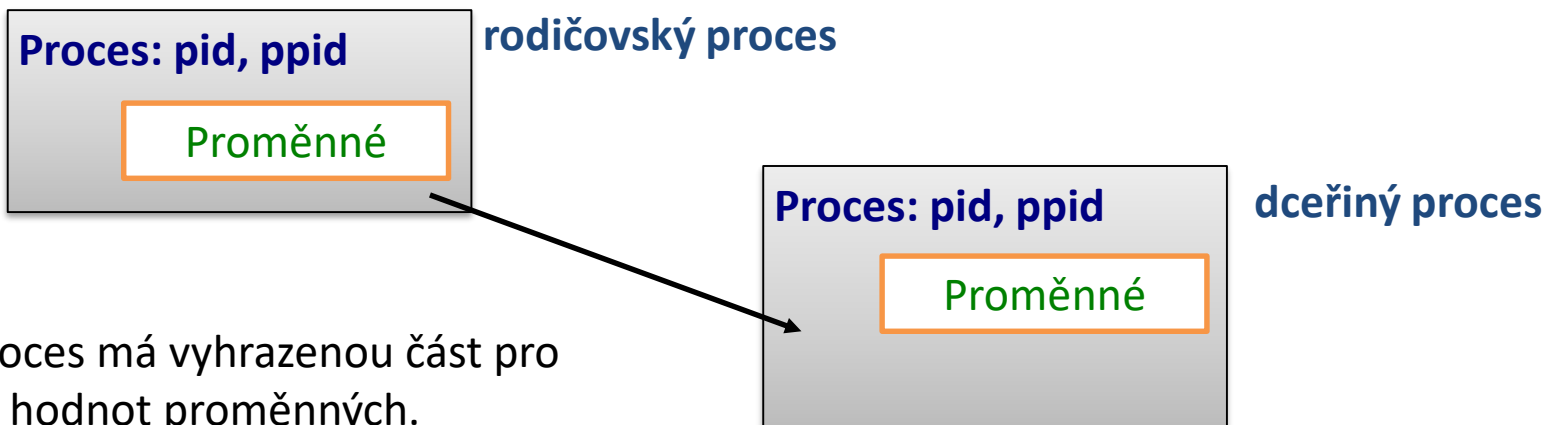 Proces: pid, ppid
rodičovský proces
Proměnné
Proces: pid, ppid
dceřiný proces
Proměnné
oces má vyhrazenou část pro
hodnot proměnných.